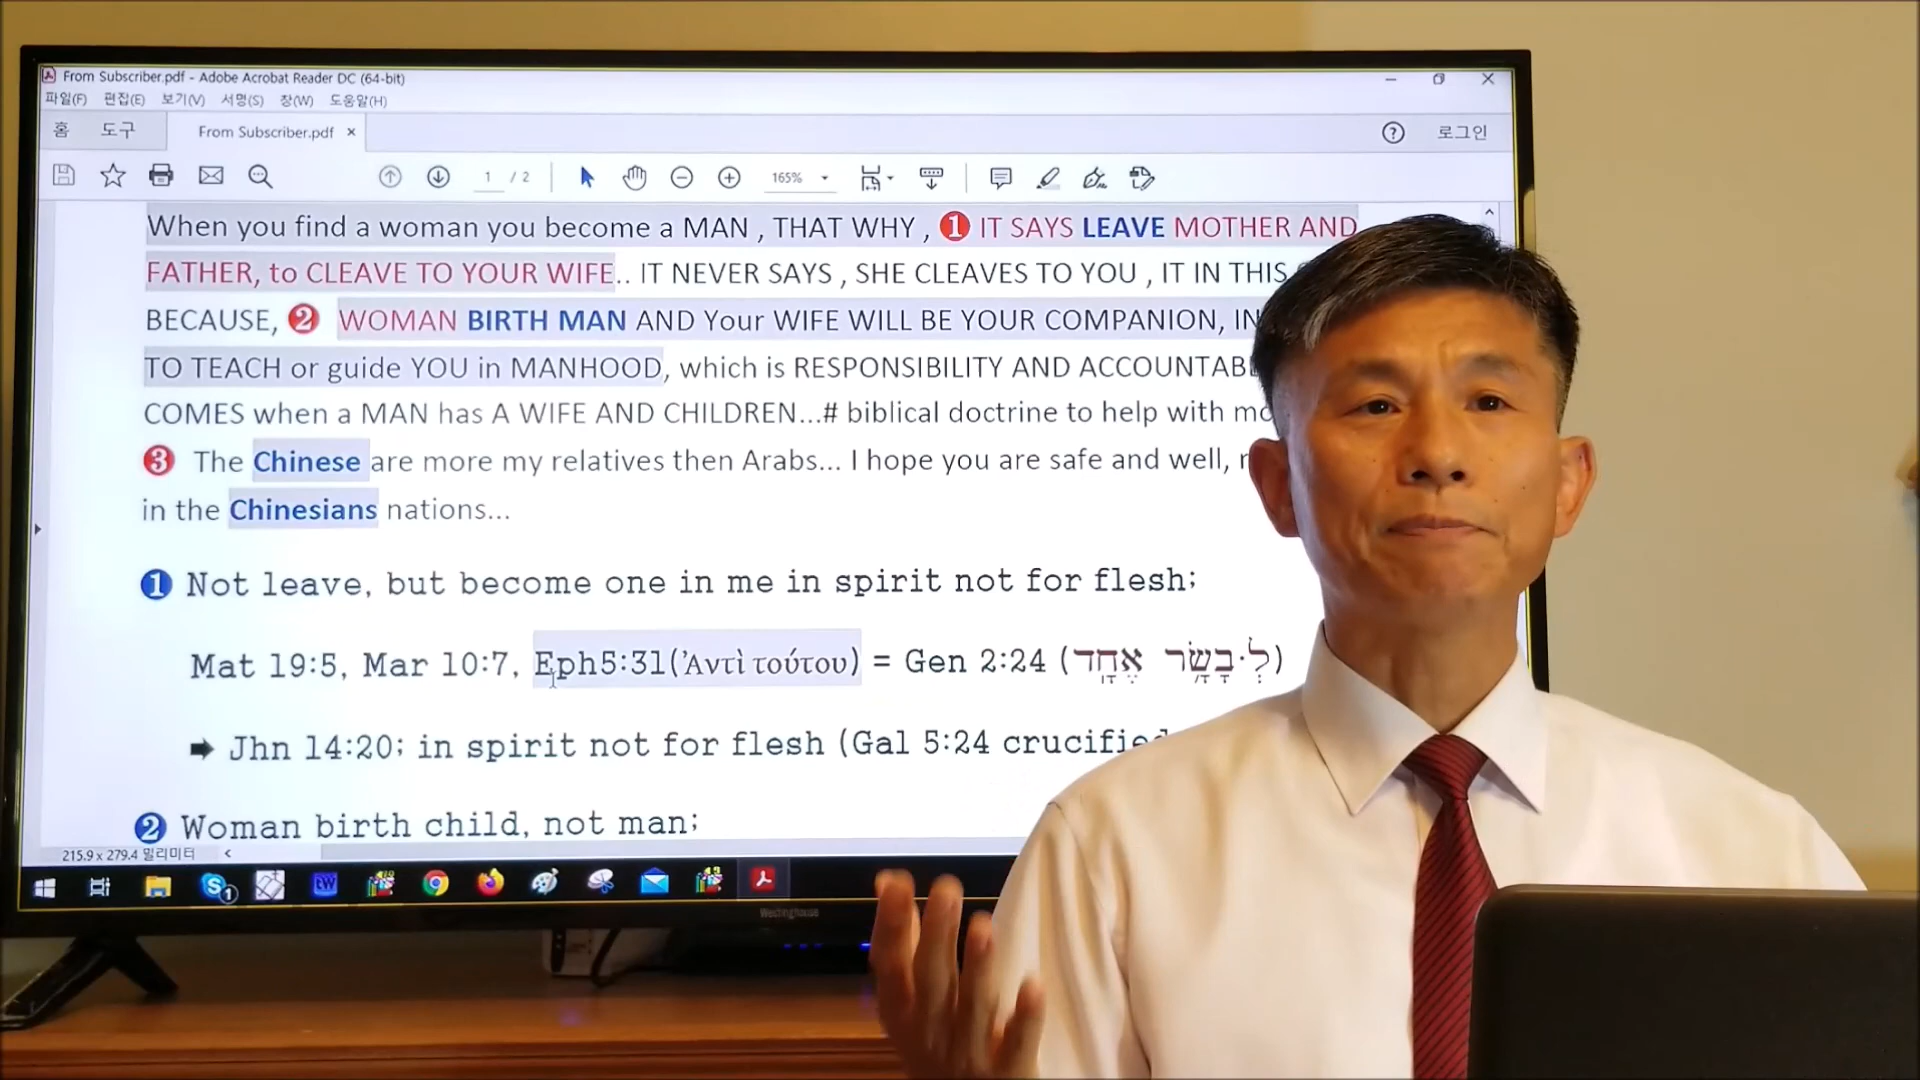 From Subscriber.pdf - Adobe Acrobat Reader DC (64-bit)
파일(F) 편집(E) 보기(V) 서명(S) 창(W) 도움말(H)
홈 도구 From Subscriber.pdf × ? 로그인
1 / 2 165%
When you find a woman you become a MAN , THAT WHY , ❶ IT SAYS LEAVE MOTHER AND
FATHER, to CLEAVE TO YOUR WIFE.. IT NEVER SAYS , SHE CLEAVES TO YOU , IT IN THIS
BECAUSE, ❷ WOMAN BIRTH MAN AND Your WIFE WILL BE YOUR COMPANION,
TO TEACH or guide YOU in MANHOOD, which is RESPONSIBILITY AND
COMES when a MAN has A WIFE AND CHILDREN...# biblical doctrine to help with
❸ The Chinese are more my relatives then Arabs... I hope you are safe and well,
in the Chinesians nations...
❶ Not leave, but become one in me in spirit not for flesh;
Mat 19:5, Mar 10:7, Eph5:31(Ἀντὶ τούτου) = Gen 2:24 (לְ·בָשָׂ֥ר אֶחָֽד)
➡ Jhn 14:20; in spirit not for flesh (Gal 5:24 crucified
❷ Woman birth child, not man;
215.9 x 279.4 밀리미터
Westinghouse